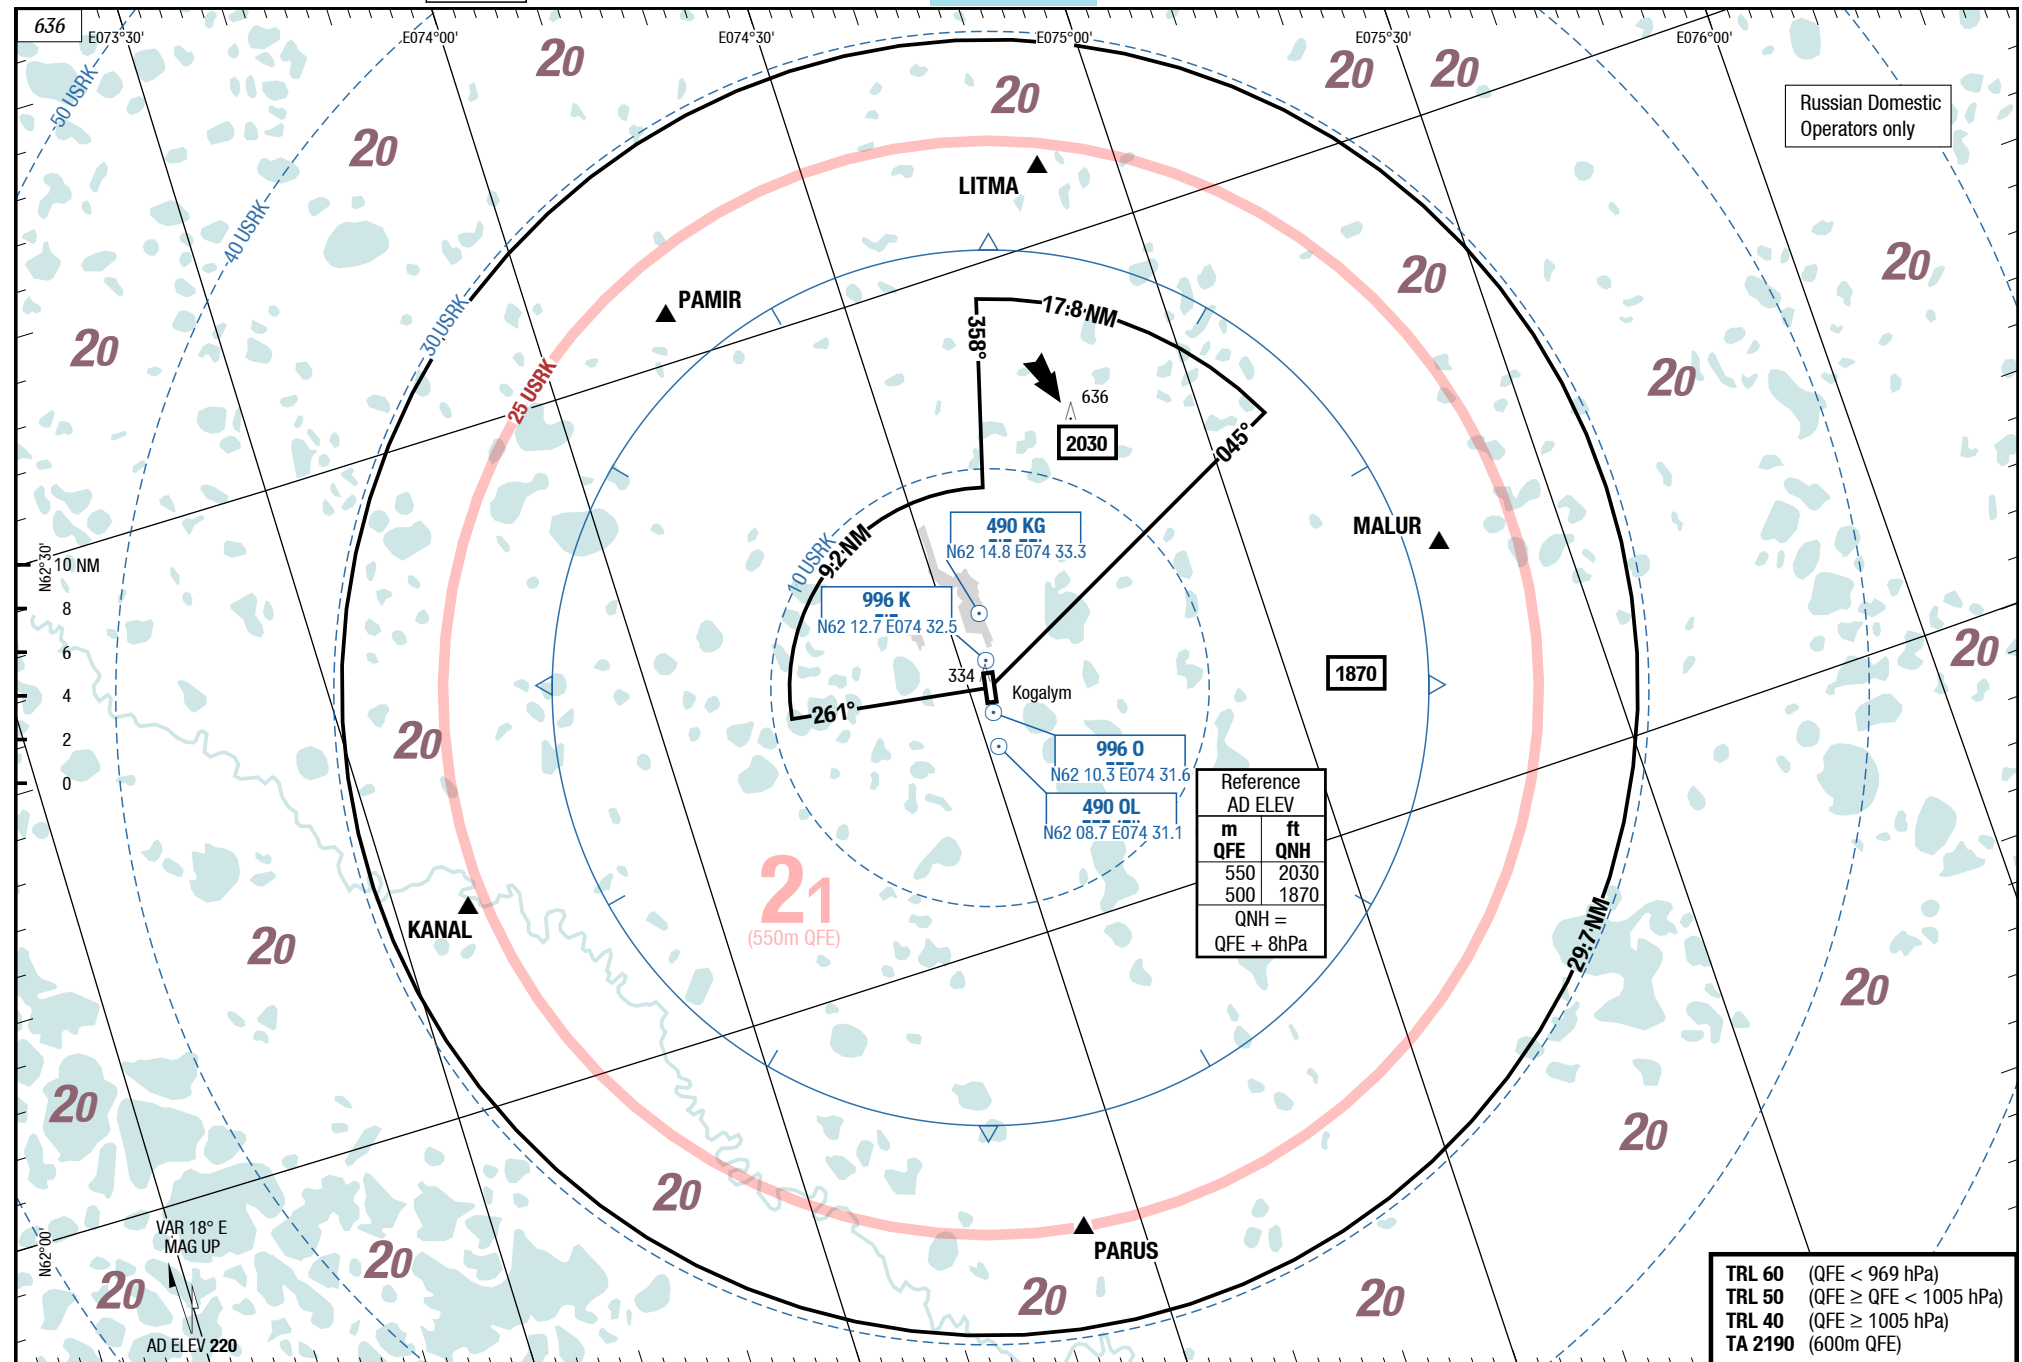 636
E073°30'
E074°00'
E074°30'
E075°00'
E075°30'
E076°00'
20
20
20
20
20
50 USRK
Russian Domestic
Operators only
20
LITMA
40 USRK
20
20
PAMIR
30 USRK
17.8 NM
358°
20
20
25 USRK
636
2030
045°
490 KG
N62 14.8 E074 33.3
MALUR
9.2 NM
10 USRK
N62°30'
10 NM
8
6
4
2
0
996 K
N62 12.7 E074 32.5
334
Kogalym
1870
20
261°
20
996 O
N62 10.3 E074 31.6
490 OL
N62 08.7 E074 31.1
Reference
AD ELEV
m ft
QFE QNH
550 2030
500 1870
QNH =
QFE + 8hPa
21
(550m QFE)
KANAL
20
29.7 NM
20
20
20
20
VAR 18° E
MAG UP
N62°00'
20
20
PARUS
20
20
AD ELEV 220
TRL 60 (QFE < 969 hPa)
TRL 50 (QFE ≥ QFE < 1005 hPa)
TRL 40 (QFE ≥ 1005 hPa)
TA 2190 (600m QFE)